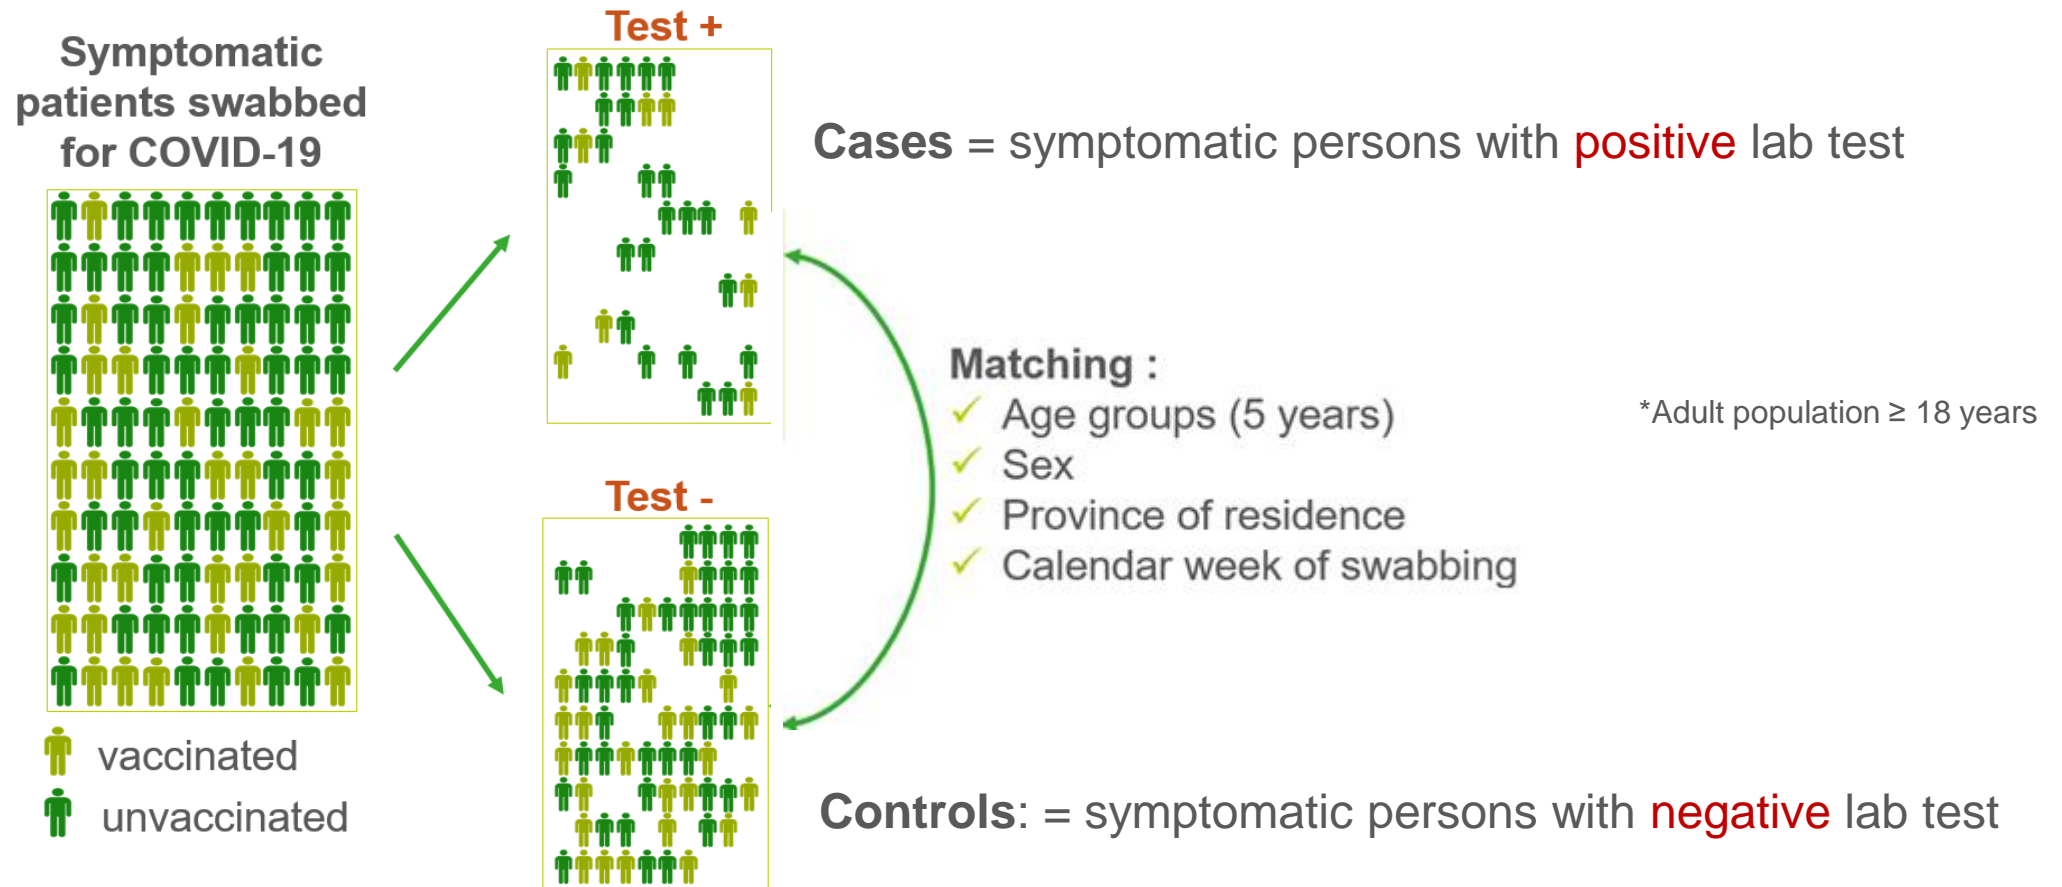 Symptomatic
patients swabbed
for COVID-19
vaccinated
unvaccinated
Test +
Test -
Cases = symptomatic persons with positive lab test
Matching :
✓ Age groups (5 years)
✓ Sex
✓ Province of residence
✓ Calendar week of swabbing
*Adult population ≥ 18 years
Controls: = symptomatic persons with negative lab test